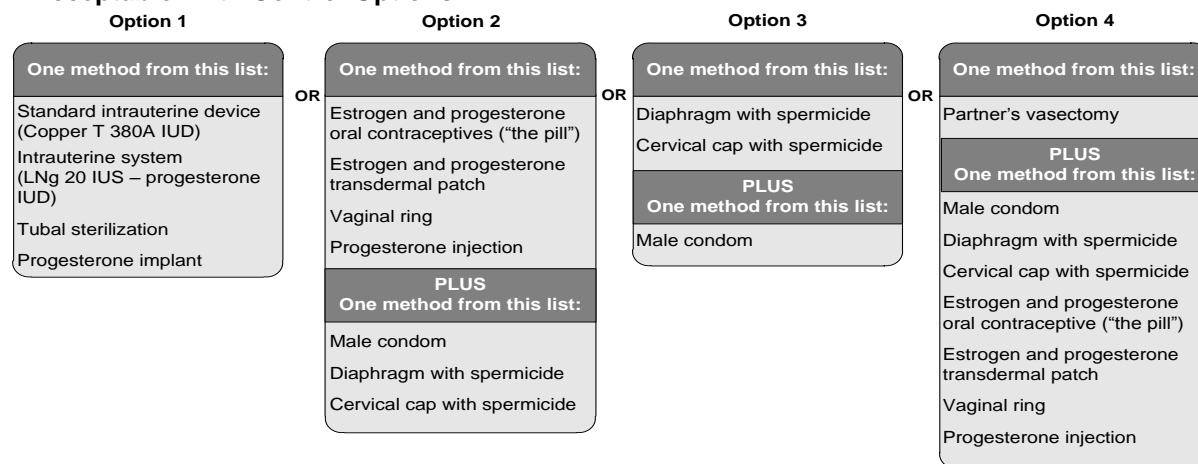 Option 1
One method from this list:
Standard intrauterine device
(Copper T 380A IUD)
Intrauterine system
(LNg 20 IUS – progesterone
IUD)
Tubal sterilization
Progesterone implant
OR
Option 2
One method from this list:
Estrogen and progesterone
oral contraceptives (“the pill”)
Estrogen and progesterone
transdermal patch
Vaginal ring
Progesterone injection
PLUS
One method from this list:
Male condom
Diaphragm with spermicide
Cervical cap with spermicide
OR
Option 3
One method from this list:
Diaphragm with spermicide
Cervical cap with spermicide
PLUS
One method from this list:
Male condom
OR
Option 4
One method from this list:
Partner’s vasectomy
PLUS
One method from this list:
Male condom
Diaphragm with spermicide
Cervical cap with spermicide
Estrogen and progesterone
oral contraceptive (“the pill”)
Estrogen and progesterone
transdermal patch
Vaginal ring
Progesterone injection